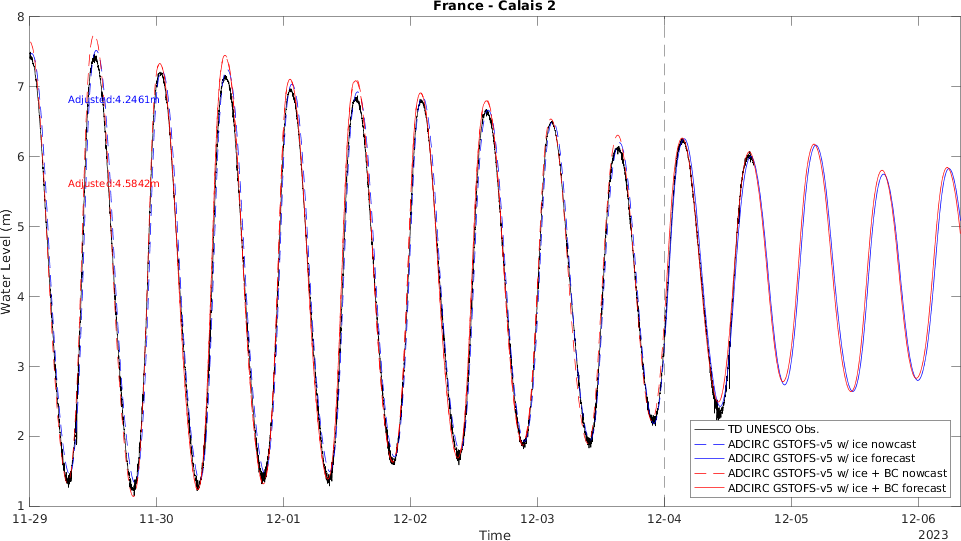 France - Calais 2
8
7
6
5
4
3
2
1
Water Level (m)
Adjusted:4.2461m
Adjusted:4.5842m
TD UNESCO Obs.
ADCIRC GSTOFS-v5 w/ ice nowcast
ADCIRC GSTOFS-v5 w/ ice forecast
ADCIRC GSTOFS-v5 w/ ice + BC nowcast
ADCIRC GSTOFS-v5 w/ ice + BC forecast
11-29 11-30 12-01 12-02 12-03 12-04 12-05 12-06
Time
2023